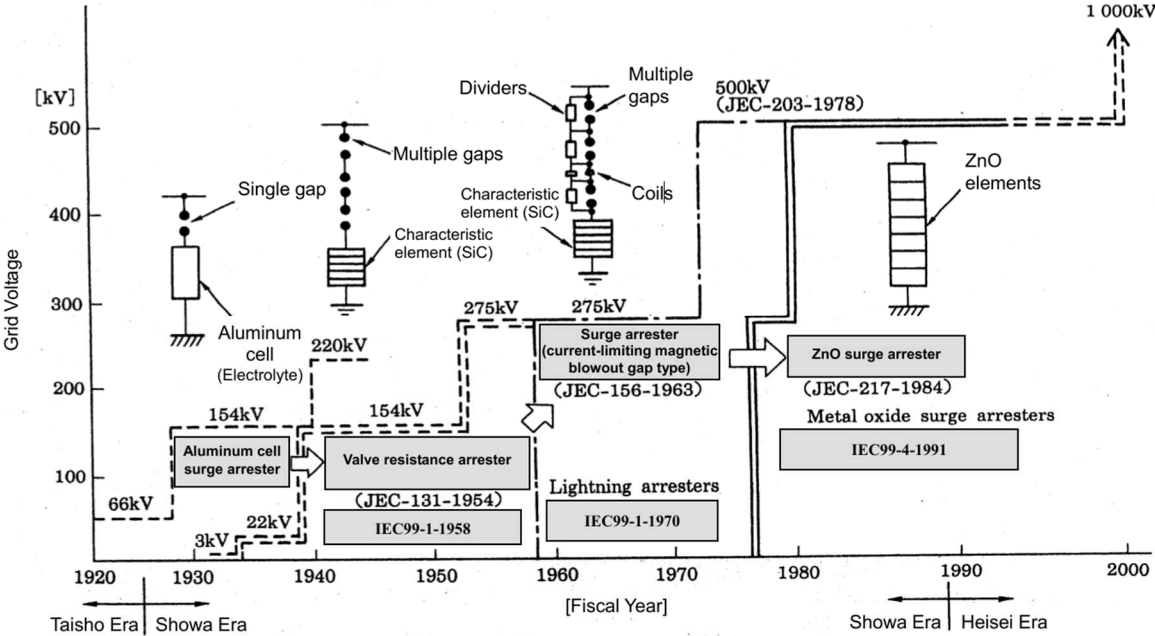 1 000kV
[kV]
500
400
300
200
100
Grid Voltage
Single gap
Aluminum
cell
(Electrolyte)
Multiple gaps
Characteristic
element (SiC)
Dividers
Multiple
gaps
Characteristic
element (SiC)
Coils
500kV
(JEC-203-1978)
ZnO
elements
66kV
154kV
220kV
3kV
22kV
154kV
275kV
275kV
Aluminum cell
surge arrester
Valve resistance arrester
(JEC-131-1954)
IEC99-1-1958
Surge arrester
(current-limiting magnetic
blowout gap type)
(JEC-156-1963)
Lightning arresters
IEC99-1-1970
ZnO surge arrester
(JEC-217-1984)
Metal oxide surge arresters
IEC99-4-1991
1920
1930
1940
1950
1960
1970
1980
1990
2000
[Fiscal Year]
Taisho Era
Showa Era
Showa Era
Heisei Era